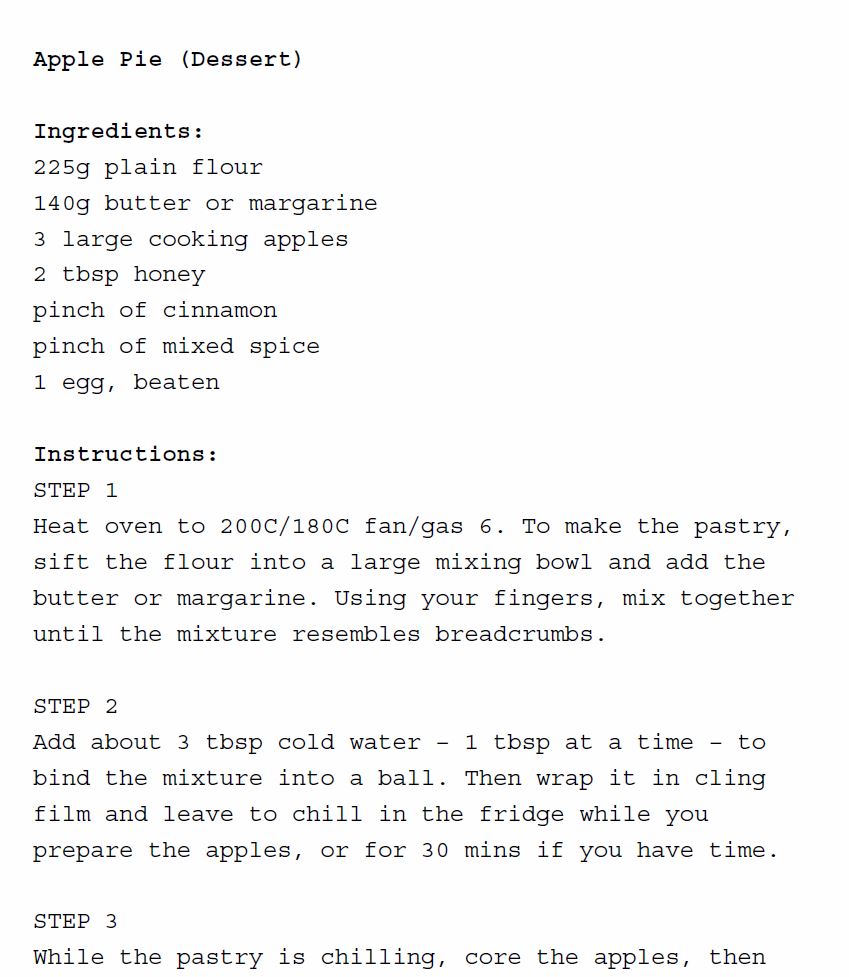 Apple Pie (Dessert)
Ingredients:
225g plain flour
140g butter or margarine
3 large cooking apples
2 tbsp honey
pinch of cinnamon
pinch of mixed spice
1 egg, beaten
Instructions:
STEP 1
Heat oven to 200C/180C fan/gas 6. To make the pastry,
sift the flour into a large mixing bowl and add the
butter or margarine. Using your fingers, mix together
until the mixture resembles breadcrumbs.
STEP 2
Add about 3 tbsp cold water – 1 tbsp at a time – to
bind the mixture into a ball. Then wrap it in cling
film and leave to chill in the fridge while you
prepare the apples, or for 30 mins if you have time.
STEP 3
While the pastry is chilling, core the apples, then